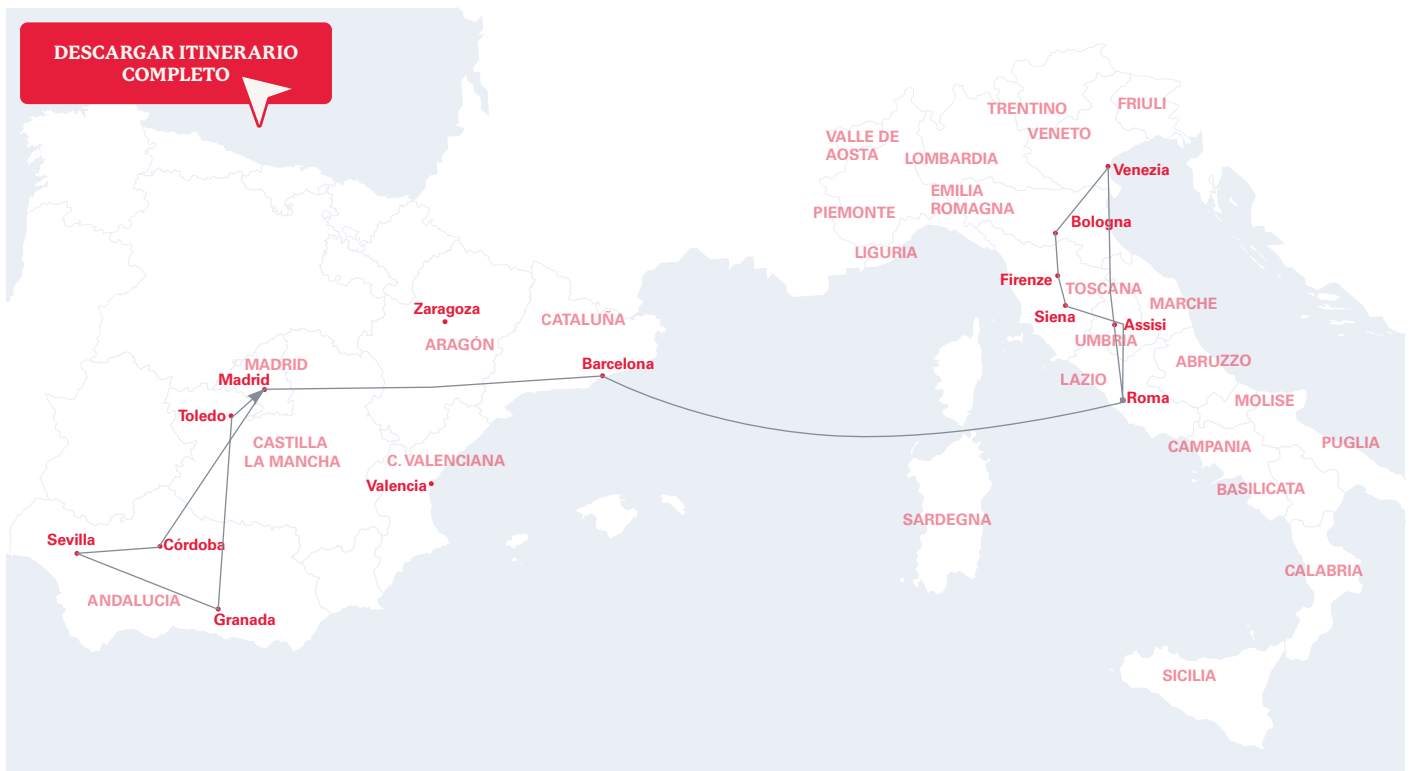 DESCARGAR ITINERARIO
COMPLETO
TRENTINO
FRIULI
VENETO
VALLE DE
AOSTA
LOMBARDIA
Venezia
EMILIA
ROMAGNA
PIEMONTE
Bologna
LIGURIA
Firenze
TOSCANA
MARCHE
Zaragoza
CATALUÑA
Siena
Assisi
ARAGÓN
UMBRIA
MADRID
Barcelona
ABRUZZO
Madrid
LAZIO
Roma
MOLISE
Toledo
CASTILLA
LA MANCHA
C. VALENCIANA
CAMPANIA
PUGLIA
Valencia
BASILICATA
SARDEGNA
Sevilla
Córdoba
CALABRIA
ANDALUCIA
Granada
SICILIA